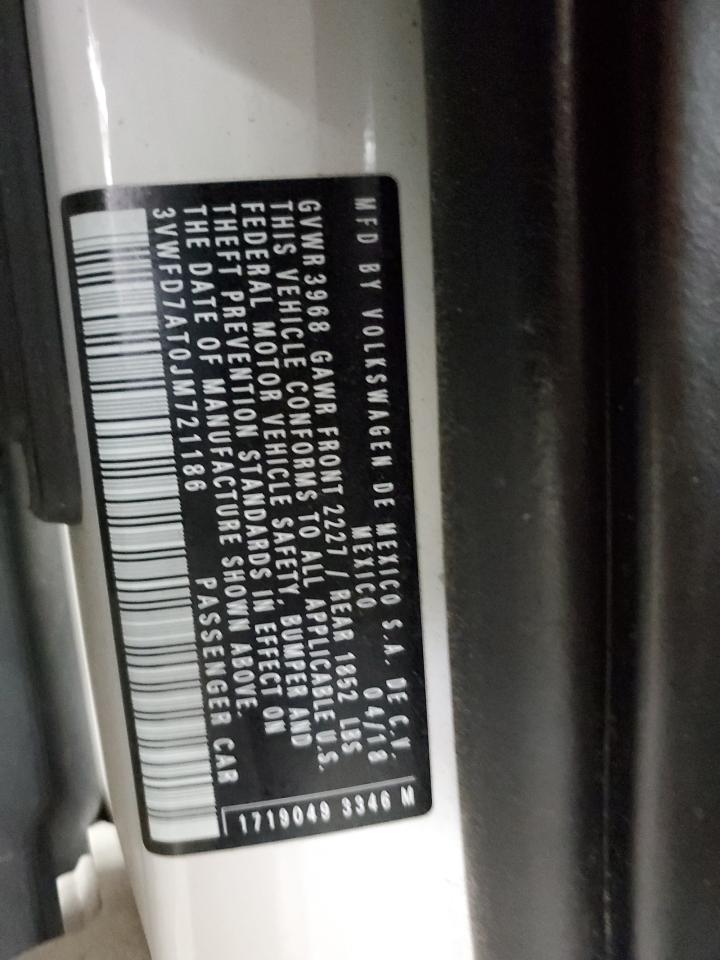 MFD BY VOLKSWAGEN DE MEXICO S.A. DE C.V.
MEXICO 04/18
GVWR 3968 GAWR FRONT 2227 / REAR 1852 LBS
THIS VEHICLE CONFORMS TO ALL APPLICABLE U.S.
FEDERAL MOTOR VEHICLE SAFETY, BUMPER AND
THEFT PREVENTION STANDARDS IN EFFECT ON
THE DATE OF MANUFACTURE SHOWN ABOVE.
3VWFD7AT0JM721186 PASSENGER CAR
1719049 3346 M